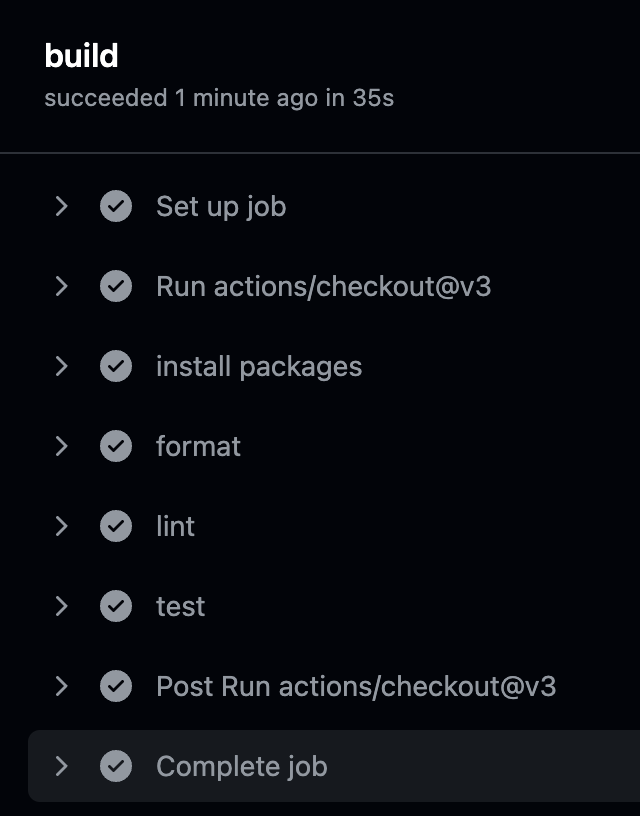 build
succeeded 1 minute ago in 35s
Set up job
Run actions/checkout@v3
install packages
format
lint
test
Post Run actions/checkout@v3
Complete job